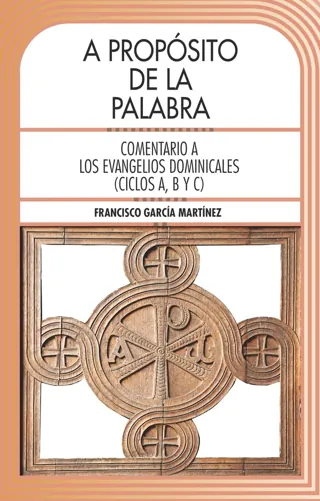 A PROPÓSITO
DE LA
PALABRA
COMENTARIO A
LOS EVANGELIOS DOMINICALES
(CICLOS A, B Y C)
FRANCISCO GARCÍA MARTÍNEZ